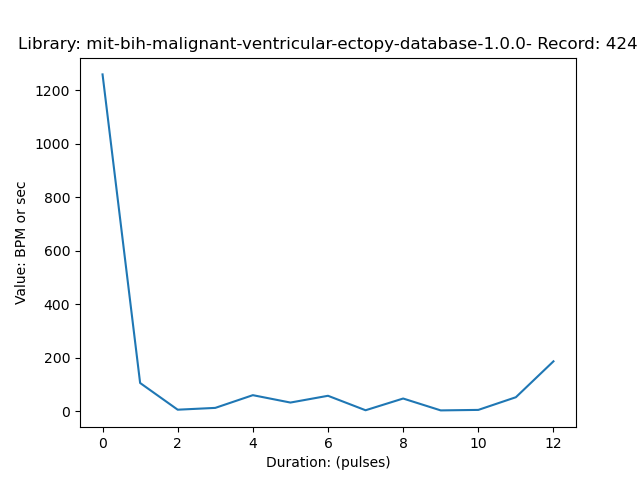 Library: mit-bih-malignant-ventricular-ectopy-database-1.0.0- Record: 424
1200
1000
800
600
400
200
0
Value: BPM or sec
0 2 4 6 8 10 12
Duration: (pulses)